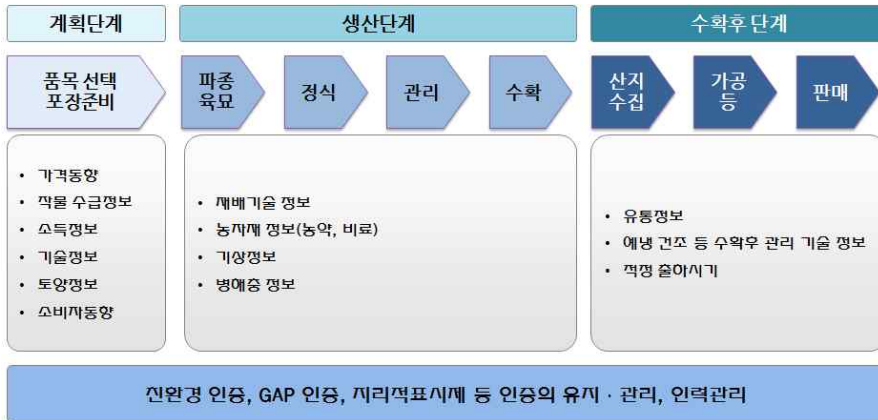 계획단계
생산단계
수확후 단계
품목 선택
포장준비
파종
육묘
정식
관리
수확
산지
수집
가공
등
판매
• 가격동향
• 작물 수급정보
• 소득정보
• 기술정보
• 토양정보
• 소비자동향
• 재배기술 정보
• 농자재 정보(농약, 비료)
• 기상정보
• 병해충 정보
• 유통정보
• 예냉 건조 등 수확후 관리 기술 정보
• 적정 출하시기
친환경 인증, GAP 인증, 지리적표시제 등 인증의 유지 · 관리, 인력관리